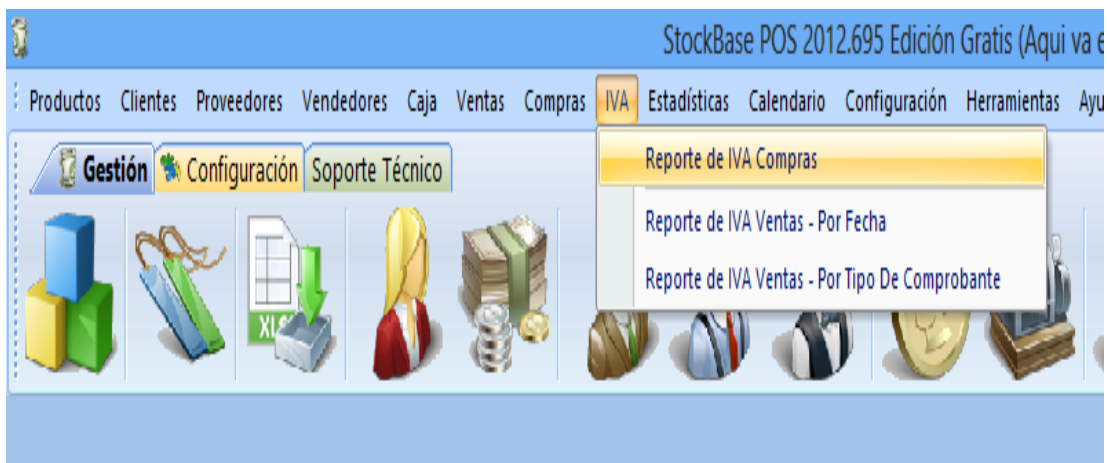 StockBase POS 2012.695 Edición Gratis (Aqui va
Productos Clientes Proveedores Vendedores Caja Ventas Compras IVA Estadísticas Calendario Configuración Herramientas
Gestión Configuración Soporte Técnico
Reporte de IVA Compras
Reporte de IVA Ventas - Por Fecha
Reporte de IVA Ventas - Por Tipo De Comprobante